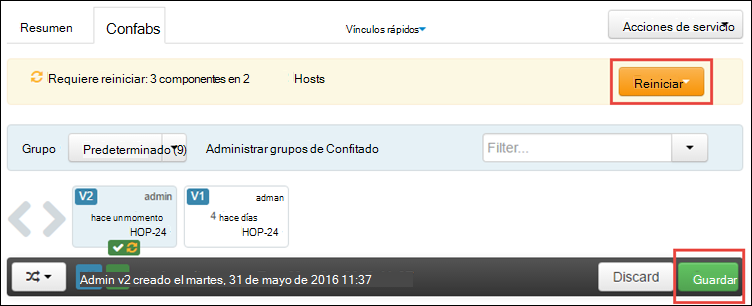 Resumen Confabs Vínculos rápidos Acciones de servicio
Requiere reiniciar: 3 componentes en 2 Hosts Reiniciar
Grupo Predeterminado (9) Administrar grupos de Confitado Filter...
V2 admin V1 adman
hace un momento 4 hace días
HOP-24 HOP-24
Admin v2 creado el martes, 31 de mayo de 2016 11:37 Discard Guardar